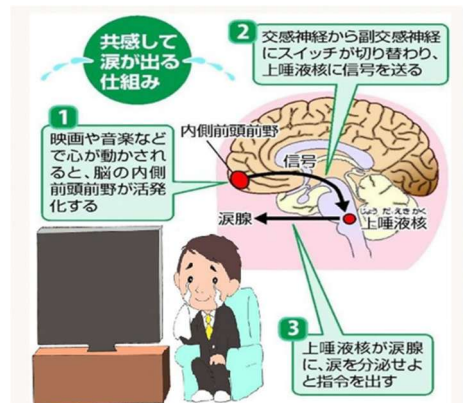 共感して
涙が出る
仕組み
1
映画や音楽など
で心が動かされ
ると、脳の内側
前頭前野が活発
化する
2
交感神経から副交感神経
にスイッチが切り替わり、
上唾液核に信号を送る
内側前頭前野
信号
涙腺
じょうだえきかく
上唾液核
3
上唾液核が涙腺
に、涙を分泌せよ
と指令を出す